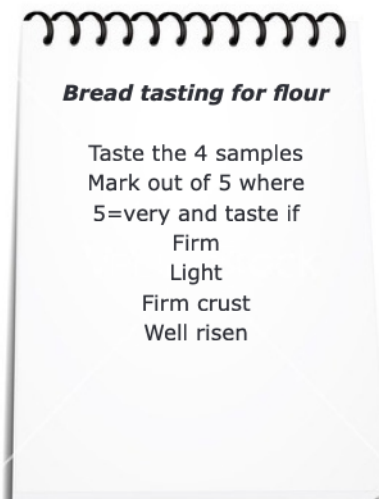 Bread tasting for flour
Taste the 4 samples
Mark out of 5 where
5=very and taste if
Firm
Light
Firm crust
Well risen